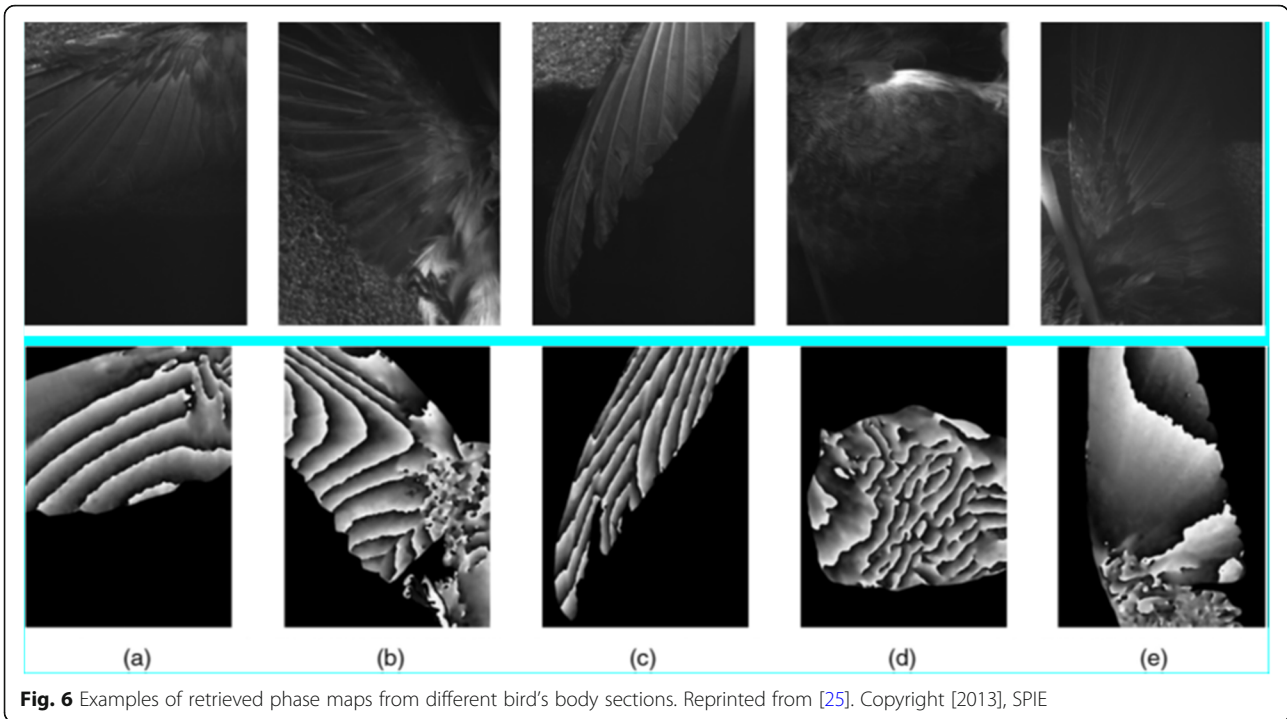 (a) (b) (c) (d) (e)
Fig. 6 Examples of retrieved phase maps from different bird's body sections. Reprinted from [25]. Copyright [2013], SPIE